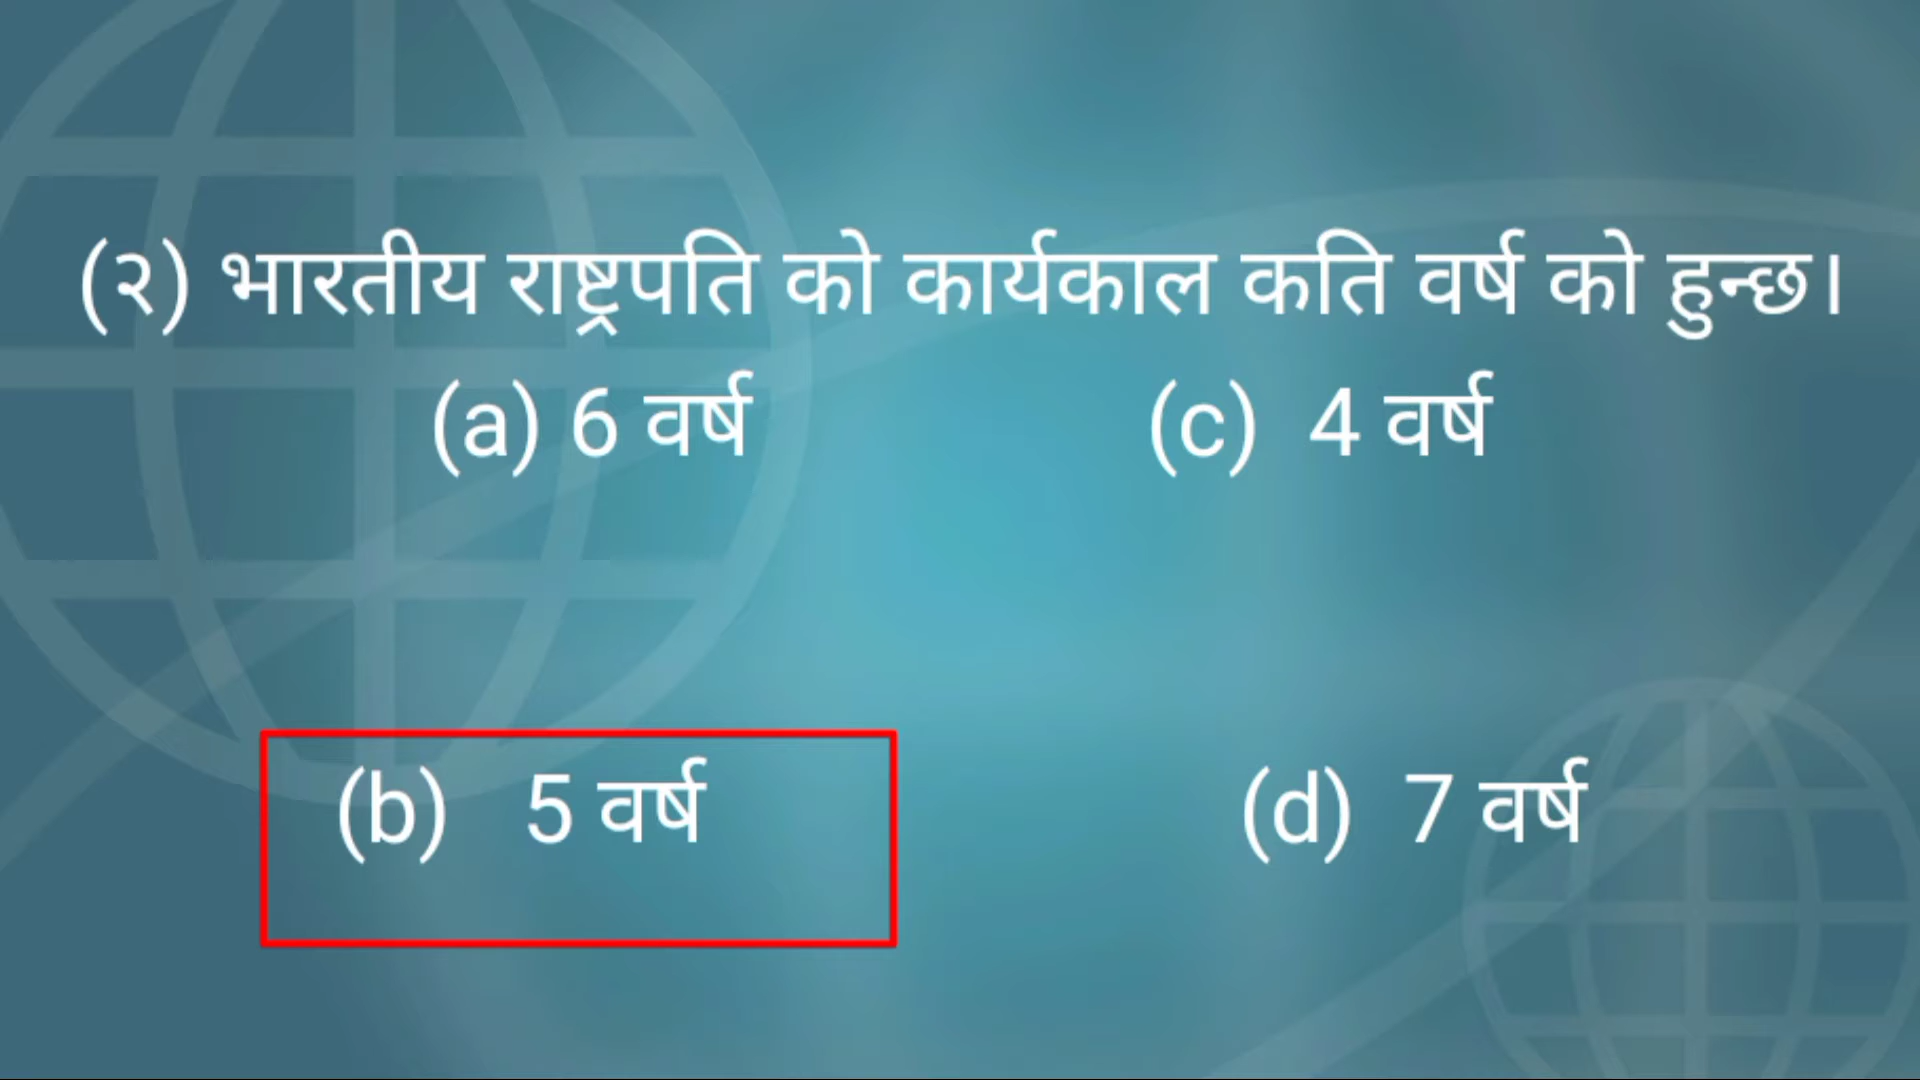 (२) भारतीय राष्ट्रपति को कार्यकाल कति वर्ष को हुन्छ।
(a) 6 वर्ष (c) 4 वर्ष
(b) 5 वर्ष (d) 7 वर्ष